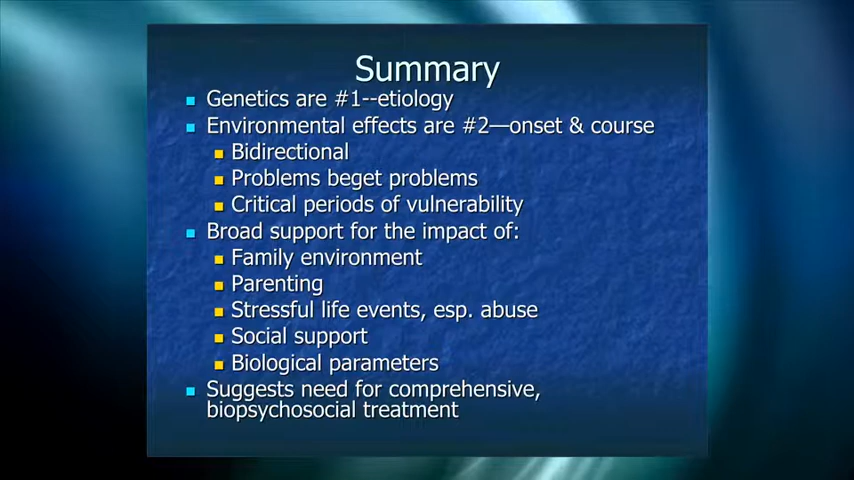 Summary
Genetics are #1--etiology
Environmental effects are #2—onset & course
Bidirectional
Problems beget problems
Critical periods of vulnerability
Broad support for the impact of:
Family environment
Parenting
Stressful life events, esp. abuse
Social support
Biological parameters
Suggests need for comprehensive,
biopsychosocial treatment